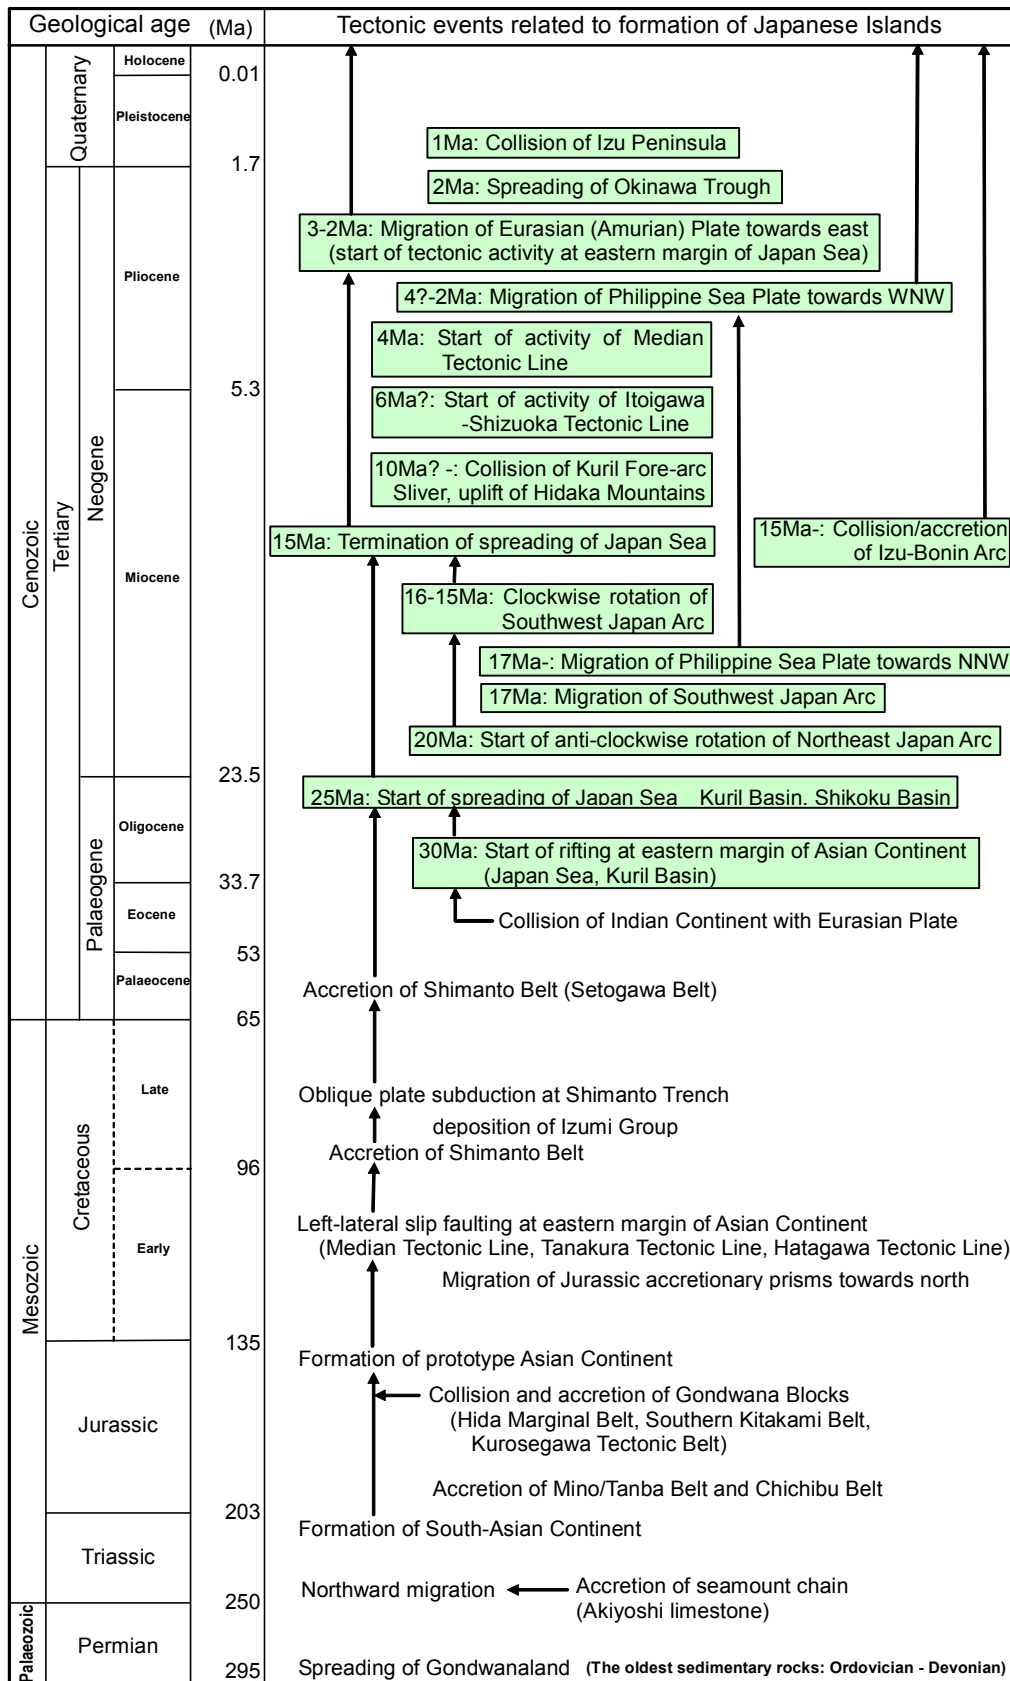 Geological age (Ma) Tectonic events related to formation of Japanese Islands
Cenozoic
Quaternary
Holocene
0.01
Pleistocene
1Ma: Collision of Izu Peninsula
1.7
2Ma: Spreading of Okinawa Trough
Tertiary
Neogene
3-2Ma: Migration of Eurasian (Amurian) Plate towards east
(start of tectonic activity at eastern margin of Japan Sea)
Pliocene
4?-2Ma: Migration of Philippine Sea Plate towards WNW
4Ma: Start of activity of Median
Tectonic Line
5.3
6Ma?: Start of activity of Itoigawa
-Shizuoka Tectonic Line
10Ma? -: Collision of Kuril Fore-arc
Sliver, uplift of Hidaka Mountains
15Ma: Termination of spreading of Japan Sea
15Ma-: Collision/accretion
of Izu-Bonin Arc
Miocene
16-15Ma: Clockwise rotation of
Southwest Japan Arc
17Ma-: Migration of Philippine Sea Plate towards NNW
17Ma: Migration of Southwest Japan Arc
20Ma: Start of anti-clockwise rotation of Northeast Japan Arc
23.5
Palaeogene
25Ma: Start of spreading of Japan Sea Kuril Basin, Shikoku Basin
Oligocene
30Ma: Start of rifting at eastern margin of Asian Continent
(Japan Sea, Kuril Basin)
33.7
Eocene
Collision of Indian Continent with Eurasian Plate
53
Palaeocene
Accretion of Shimanto Belt (Setogawa Belt)
65
Mesozoic
Cretaceous
Late
Oblique plate subduction at Shimanto Trench
deposition of Izumi Group
Accretion of Shimanto Belt
96
Early
Left-lateral slip faulting at eastern margin of Asian Continent
(Median Tectonic Line, Tanakura Tectonic Line, Hatagawa Tectonic Line)
Migration of Jurassic accretionary prisms towards north
135
Formation of prototype Asian Continent
Jurassic
Collision and accretion of Gondwana Blocks
(Hida Marginal Belt, Southern Kitakami Belt,
Kurosegawa Tectonic Belt)
Accretion of Mino/Tanba Belt and Chichibu Belt
203
Formation of South-Asian Continent
Triassic
Northward migration
Accretion of seamount chain
(Akiyoshi limestone)
250
Palaeozoic
Permian
295
Spreading of Gondwanaland (The oldest sedimentary rocks: Ordovician - Devonian)